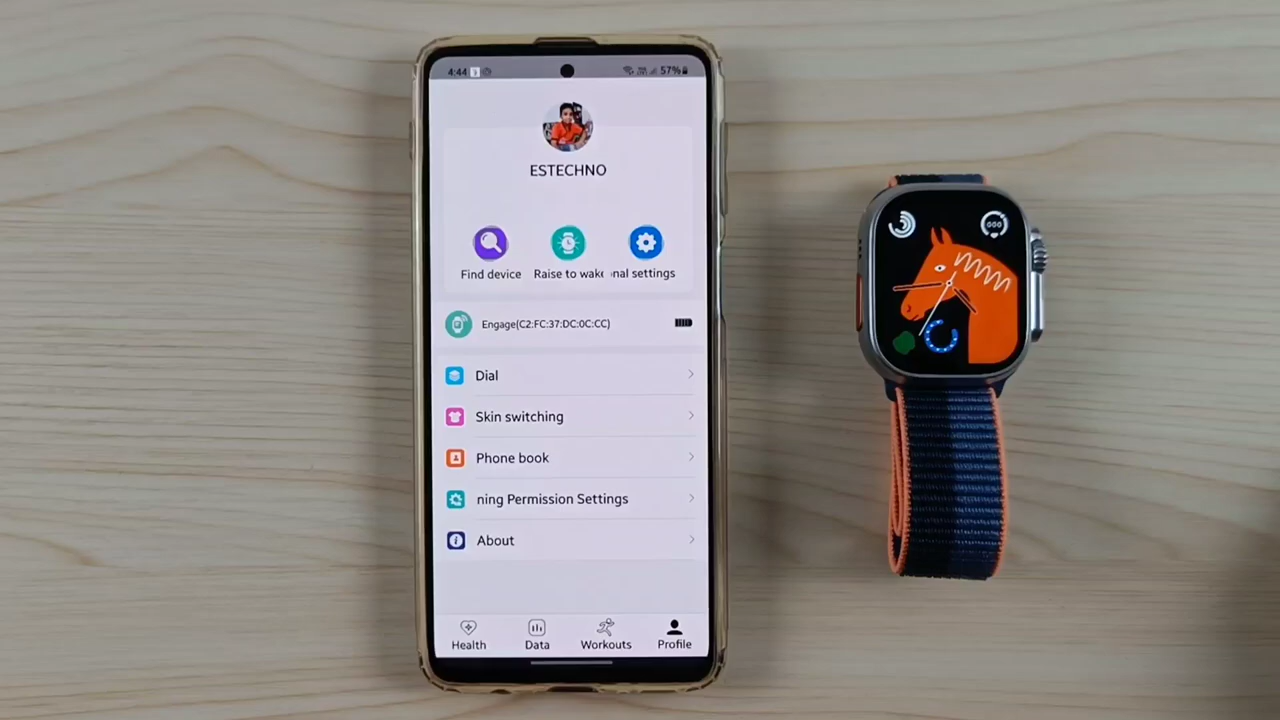 4:44 57%
ESTECHNO
Find device Raise to wake nal settings
Engage(C2:FC:37:DC:0C:CC)
Dial
Skin switching
Phone book
ning Permission Settings
About
Health Data Workouts Profile